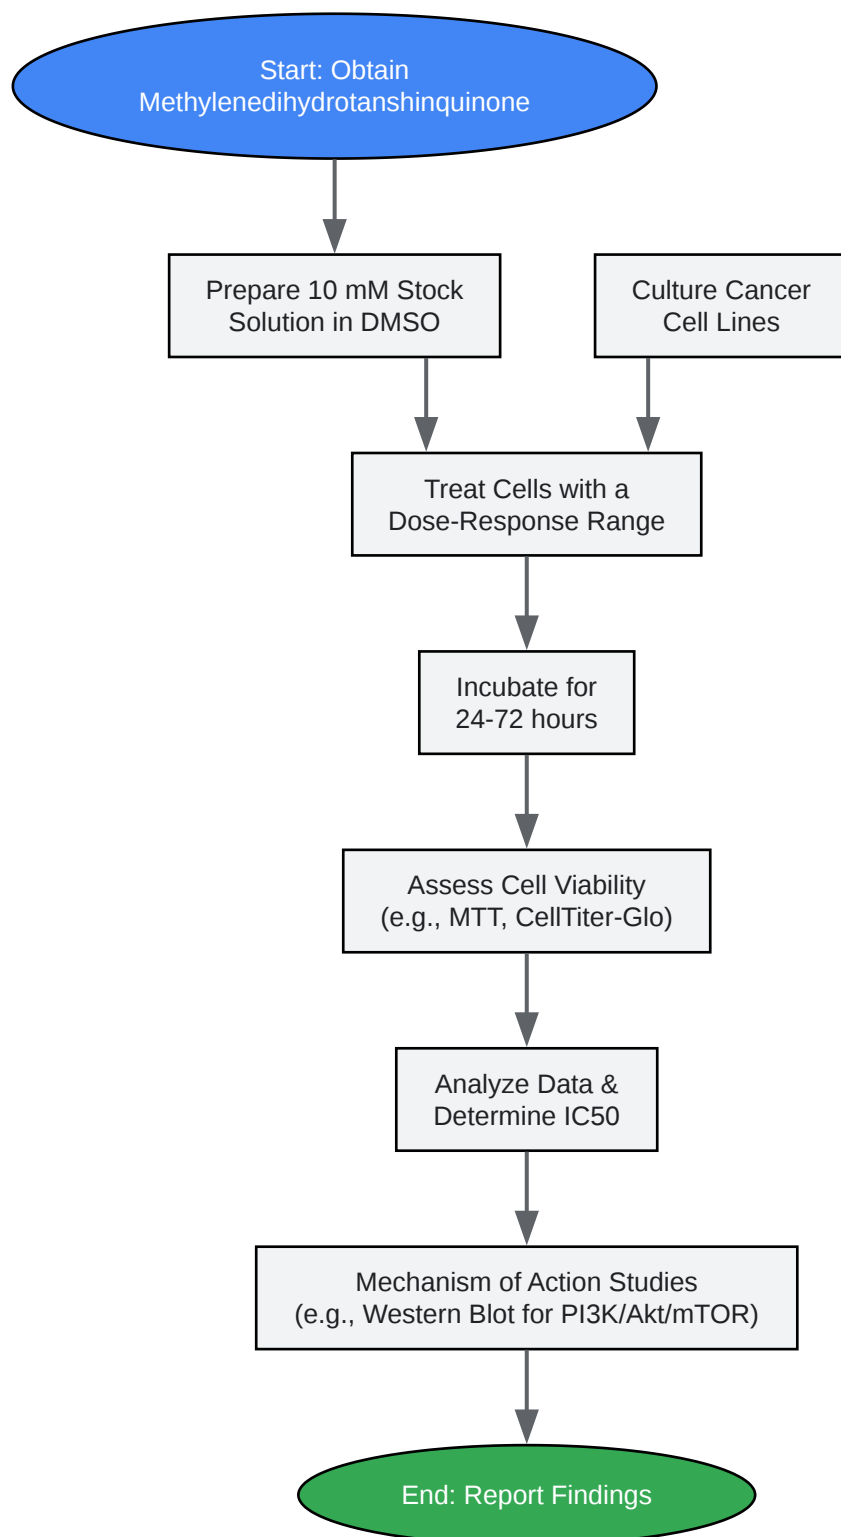 Start: Obtain
Methylenedihydrotanshinquinone
Prepare 10 mM Stock
Solution in DMSO
Culture Cancer
Cell Lines
Treat Cells with a
Dose-Response Range
Incubate for
24-72 hours
Assess Cell Viability
(e.g., MTT, CellTiter-Glo)
Analyze Data &
Determine IC50
Mechanism of Action Studies
(e.g., Western Blot for PI3K/Akt/mTOR)
End: Report Findings